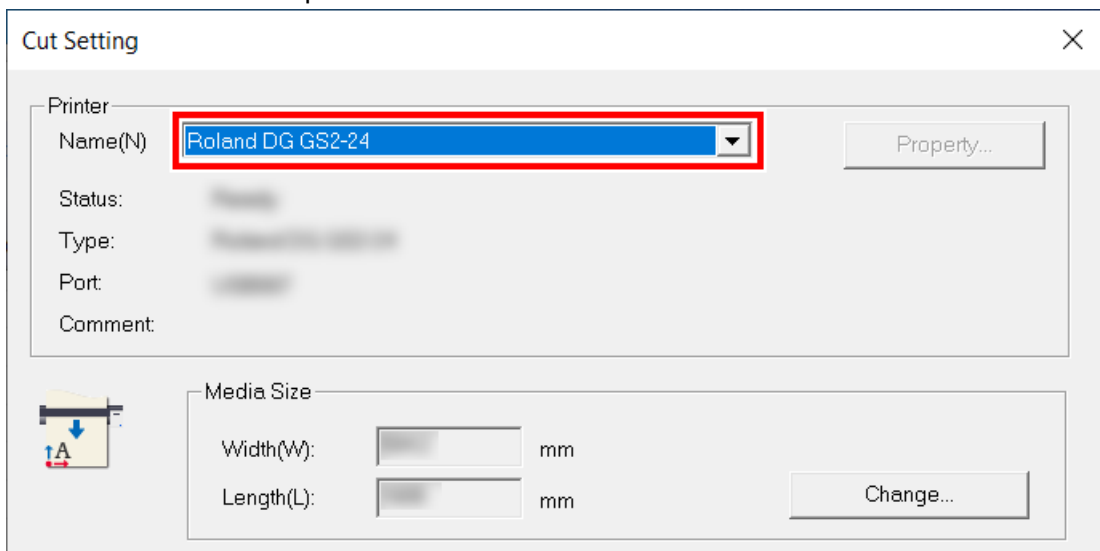 Cut Setting
Printer
Name(N) Roland DG GS2-24 Property...
Status:
Type:
Port:
Comment:
Media Size
A
Width(W): mm
Length(L): mm Change...